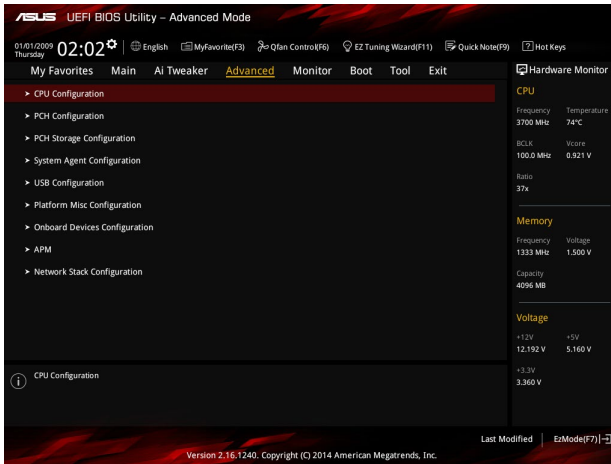 ASUS UEFI BIOS Utility – Advanced Mode
01/01/2009
Thursday
02:02
English
MyFavorite(F3)
Qfan Control(F6)
EZ Tuning Wizard(F11)
Quick Note(F9)
? Hot Keys
My Favorites Main Ai Tweaker Advanced Monitor Boot Tool Exit
> CPU Configuration
> PCH Configuration
> PCH Storage Configuration
> System Agent Configuration
> USB Configuration
> Platform Misc Configuration
> Onboard Devices Configuration
> APM
> Network Stack Configuration
Hardware Monitor
CPU
Frequency Temperature
3700 MHz 74°C
BCLK Vcore
100.0 MHz 0.921 V
Ratio
37x
Memory
Frequency Voltage
1333 MHz 1.500 V
Capacity
4096 MB
Voltage
+12V +5V
12.192 V 5.160 V
+3.3V
3.360 V
i CPU Configuration
Last Modified
EzMode(F7)
Version 2.16.1240. Copyright (C) 2014 American Megatrends, Inc.